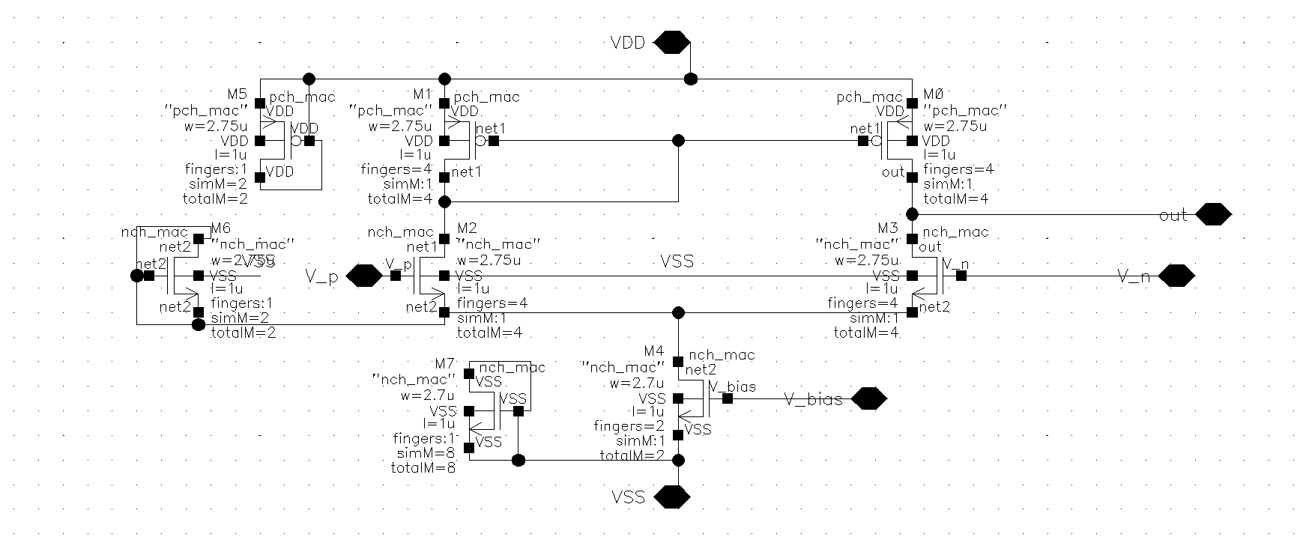 VDD
M5
pch_mac
"pch_mac"
VDD
w=2.75u
VDD
VDD
l=1u
VDD
fingers:1
simM=2
totalM=2
M1
pch_mac
"pch_mac"
VDD
w=2.75u
net1
VDD
l=1u
fingers=4
net1
simM:1
totalM=4
M0
pch_mac
"pch_mac"
VDD
w=2.75u
net1
VDD
l=1u
out
fingers=4
simM:1
totalM=4
out
M6
nch_mac
net2
"nch_mac"
w=2.75u
VSS
net2
VSS
l=1u
fingers:1
net2
simM=2
totalM=2
V_p
M2
nch_mac
net1
"nch_mac"
w=2.75u
V_p
VSS
l=1u
fingers=4
net2
simM:1
totalM=4
VSS
M3
nch_mac
"nch_mac"
out
w=2.75u
VSS
V_n
l=1u
fingers=4
net2
simM:1
totalM=4
V_n
M7
nch_mac
"nch_mac"
VSS
w=2.7u
VSS
VSS
l=1u
fingers:1
VSS
simM=8
totalM=8
M4
nch_mac
"nch_mac"
net2
w=2.7u
V_bias
VSS
l=1u
fingers=2
VSS
simM:1
totalM=2
V_bias
VSS